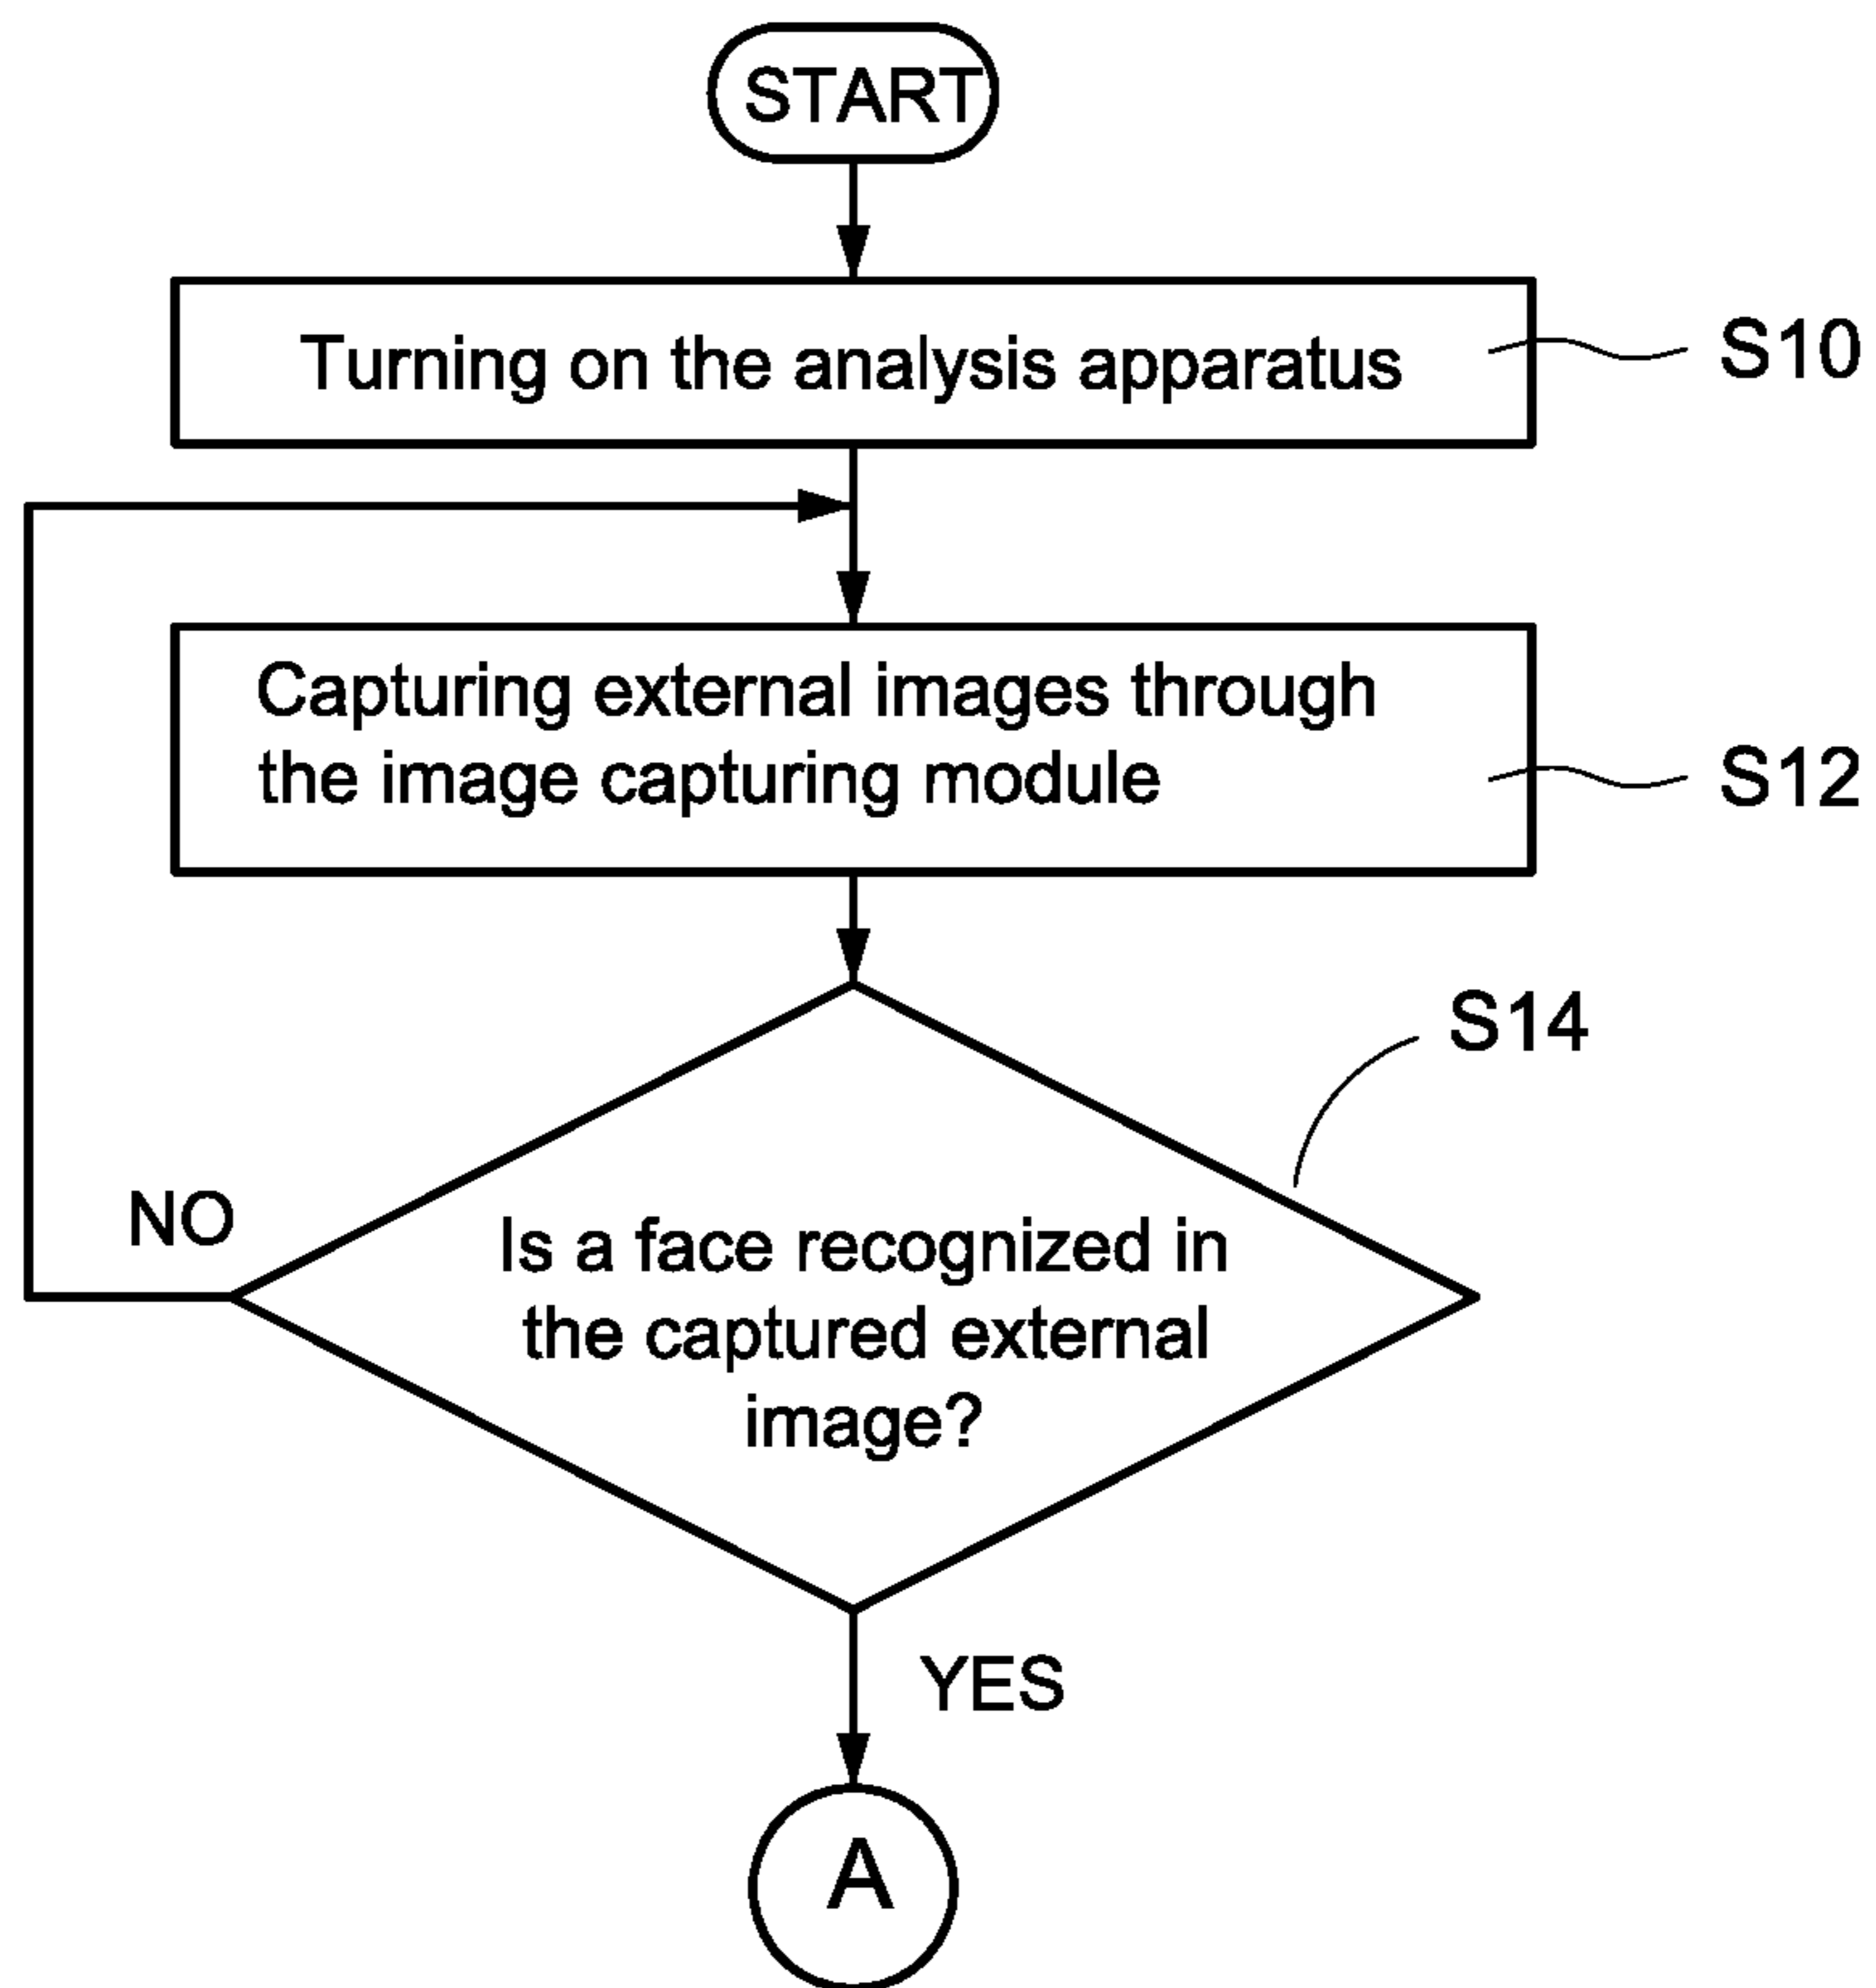 START
Turning on the analysis apparatus
S10
Capturing external images through
the image capturing module
S12
S14
NO
Is a face recognized in
the captured external
image?
YES
A